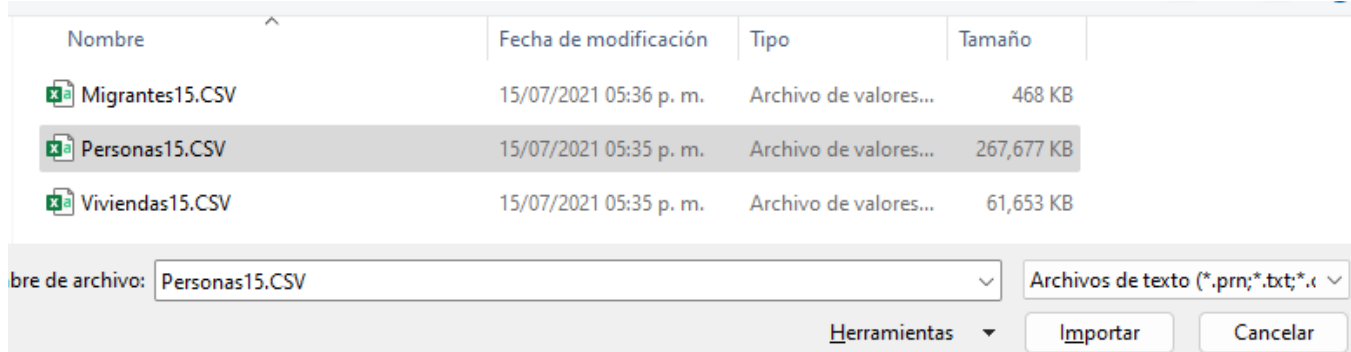 Nombre Fecha de modificación Tipo Tamaño
Migrantes15.CSV 15/07/2021 05:36 p. m. Archivo de valores... 468 KB
Personas15.CSV 15/07/2021 05:35 p. m. Archivo de valores... 267,677 KB
Viviendas15.CSV 15/07/2021 05:35 p. m. Archivo de valores... 61,653 KB
bre de archivo: Personas15.CSV Archivos de texto (*.prn;*.txt;*.c
Herramientas Importar Cancelar